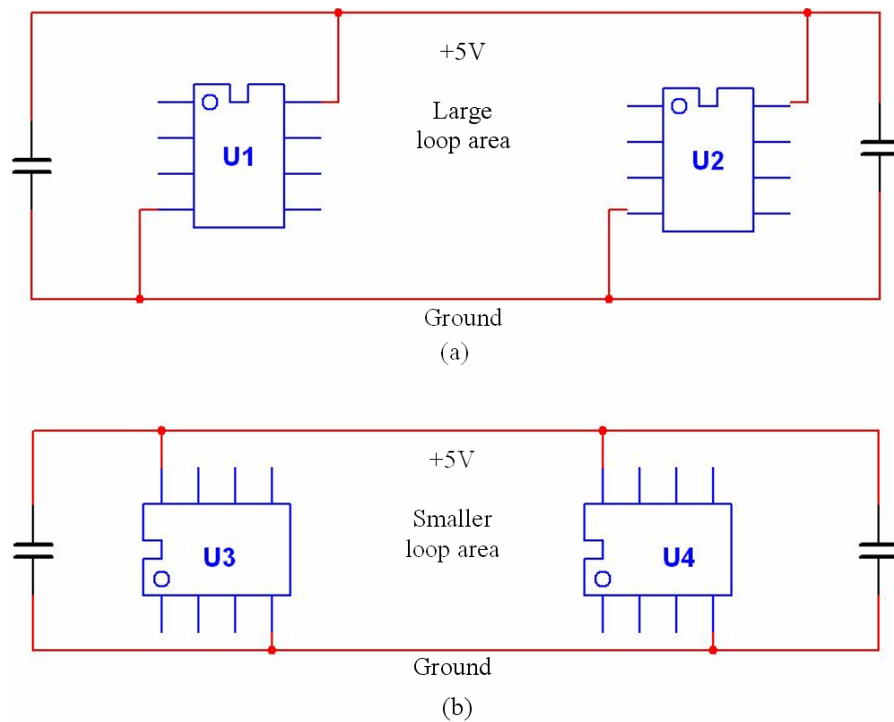 +5V
Large
loop area
U1
U2
Ground
(a)
+5V
Smaller
loop area
U3
U4
Ground
(b)